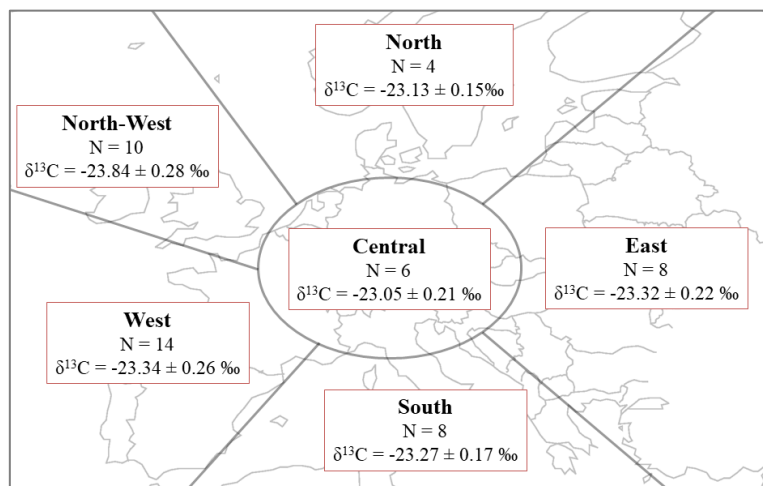 North
N = 4
δ¹³C = -23.13 ± 0.15‰
North-West
N = 10
δ¹³C = -23.84 ± 0.28 ‰
Central
N = 6
δ¹³C = -23.05 ± 0.21 ‰
East
N = 8
δ¹³C = -23.32 ± 0.22 ‰
West
N = 14
δ¹³C = -23.34 ± 0.26 ‰
South
N = 8
δ¹³C = -23.27 ± 0.17 ‰